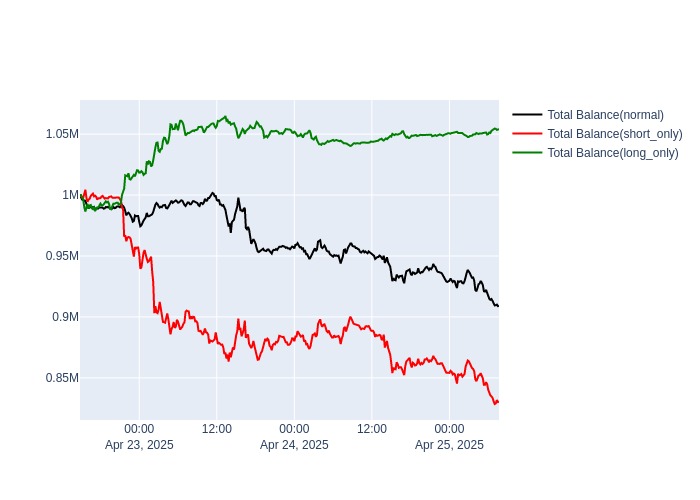 Total Balance(normal)
Total Balance(short_only)
Total Balance(long_only)
1.05M
1M
0.95M
0.9M
0.85M
00:00 12:00 00:00 12:00 00:00
Apr 23, 2025 Apr 24, 2025 Apr 25, 2025